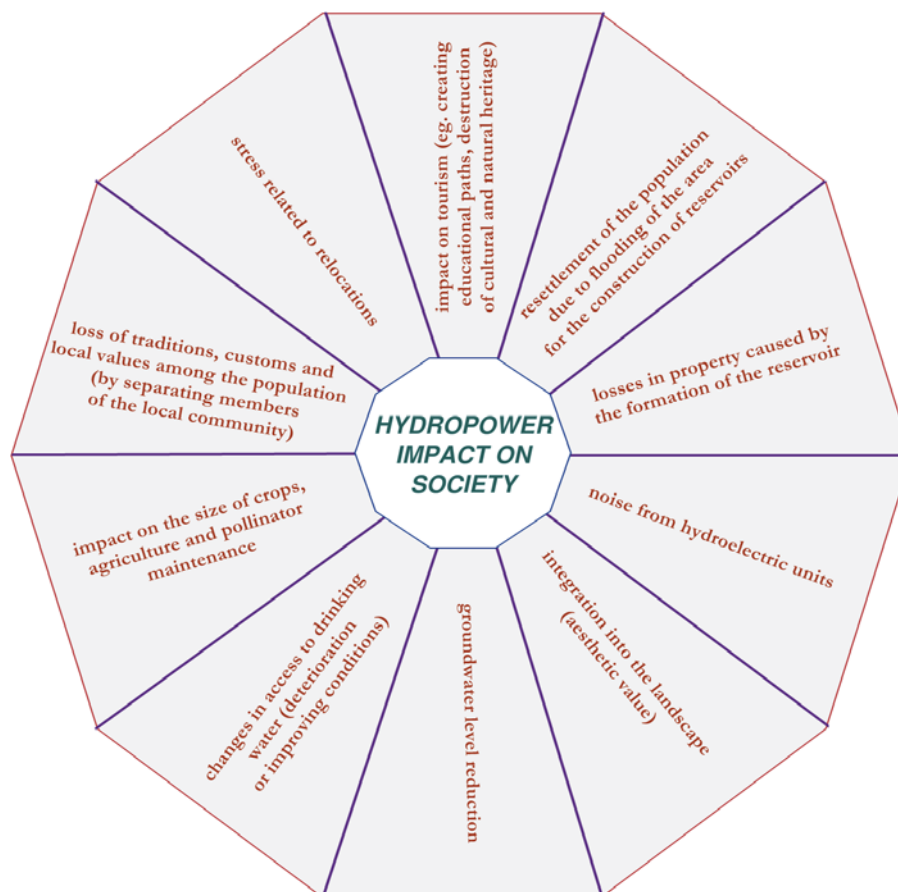 HYDROPOWER
IMPACT ON
SOCIETY
impact on tourism (eg. creating
educational paths, destruction
of cultural and natural heritage)
resettlement of the population
due to flooding of the area
for the construction of reservoirs
losses in property caused by
the formation of the reservoir
noise from hydroelectric units
integration into the landscape
(aesthetic value)
groundwater level reduction
changes in access to drinking
water (deterioration
or improving conditions)
impact on the size of crops,
agriculture and pollinator
maintenance
loss of traditions, customs and
local values among the population
(by separating members
of the local community)
stress related to relocations